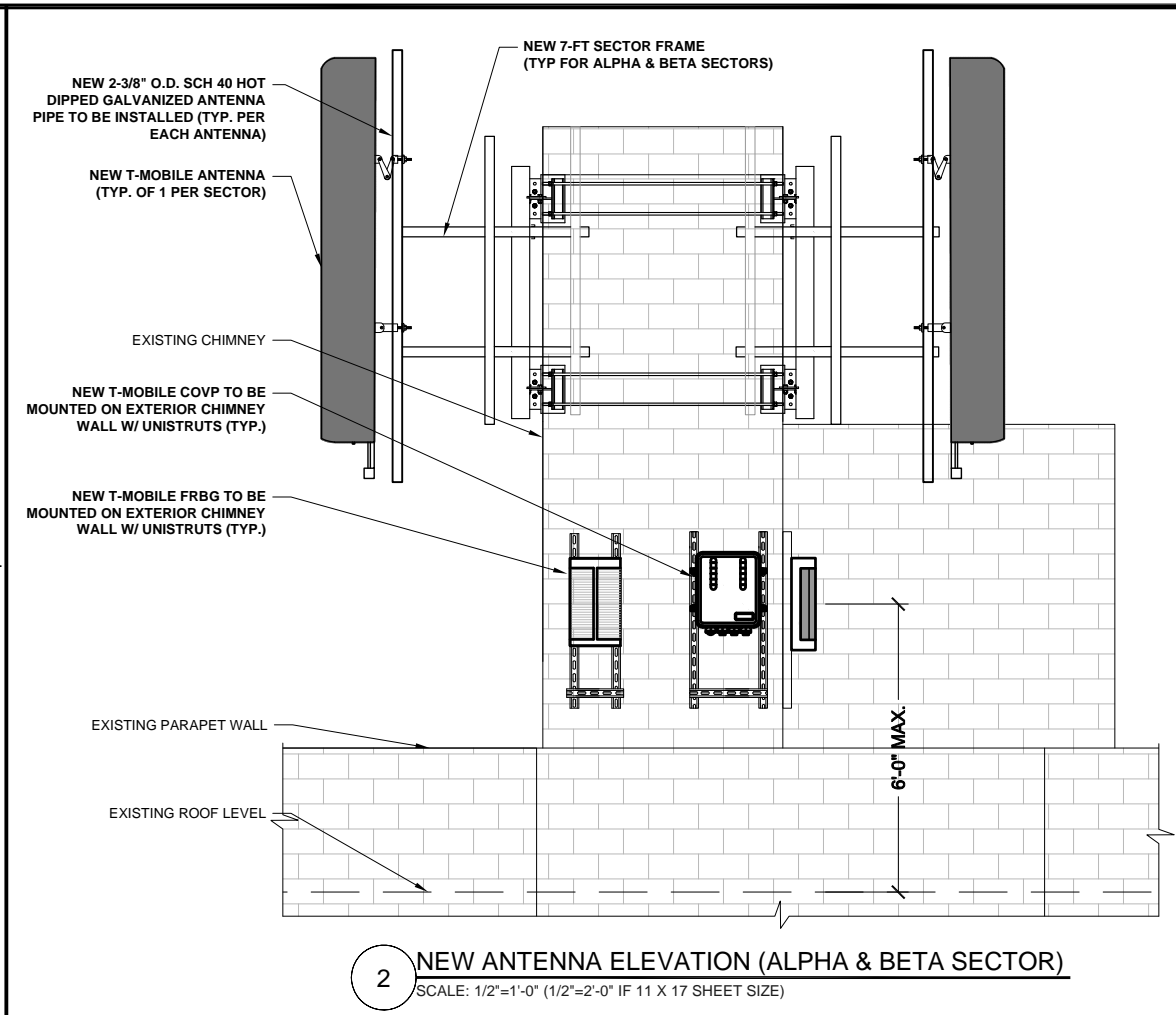 NEW 7-FT SECTOR FRAME
(TYP FOR ALPHA & BETA SECTORS)
NEW 2-3/8" O.D. SCH 40 HOT
DIPPED GALVANIZED ANTENNA
PIPE TO BE INSTALLED (TYP. PER
EACH ANTENNA)
NEW T-MOBILE ANTENNA
(TYP. OF 1 PER SECTOR)
EXISTING CHIMNEY
NEW T-MOBILE COVP TO BE
MOUNTED ON EXTERIOR CHIMNEY
WALL W/ UNISTRUTS (TYP.)
NEW T-MOBILE FRBG TO BE
MOUNTED ON EXTERIOR CHIMNEY
WALL W/ UNISTRUTS (TYP.)
EXISTING PARAPET WALL
6'-0" MAX.
EXISTING ROOF LEVEL
2
NEW ANTENNA ELEVATION (ALPHA & BETA SECTOR)
SCALE: 1/2"=1'-0" (1/2"=2'-0" IF 11 X 17 SHEET SIZE)